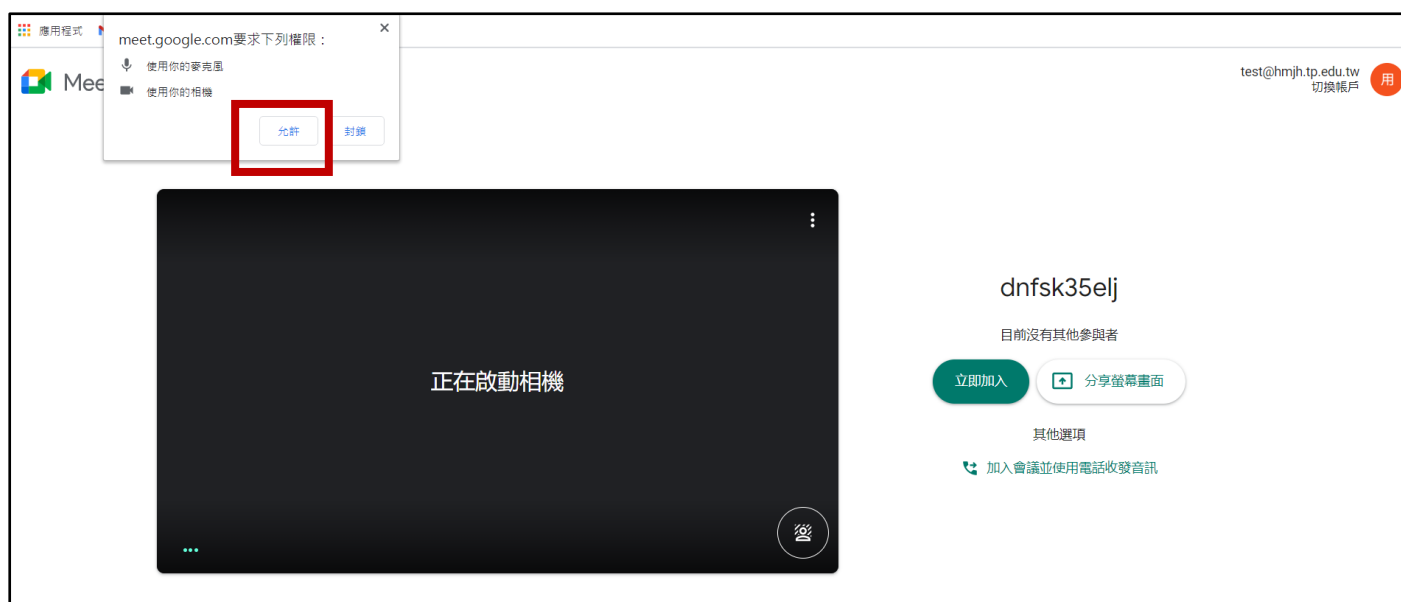 應用程式
meet.google.com要求下列權限：
使用你的麥克風
使用你的相機
允許
封鎖
Mee
test@hmjh.tp.edu.tw
切換帳戶
用
正在啟動相機
dnfsk35elj
目前沒有其他參與者
立即加入
分享螢幕畫面
其他選項
加入會議並使用電話收發音訊